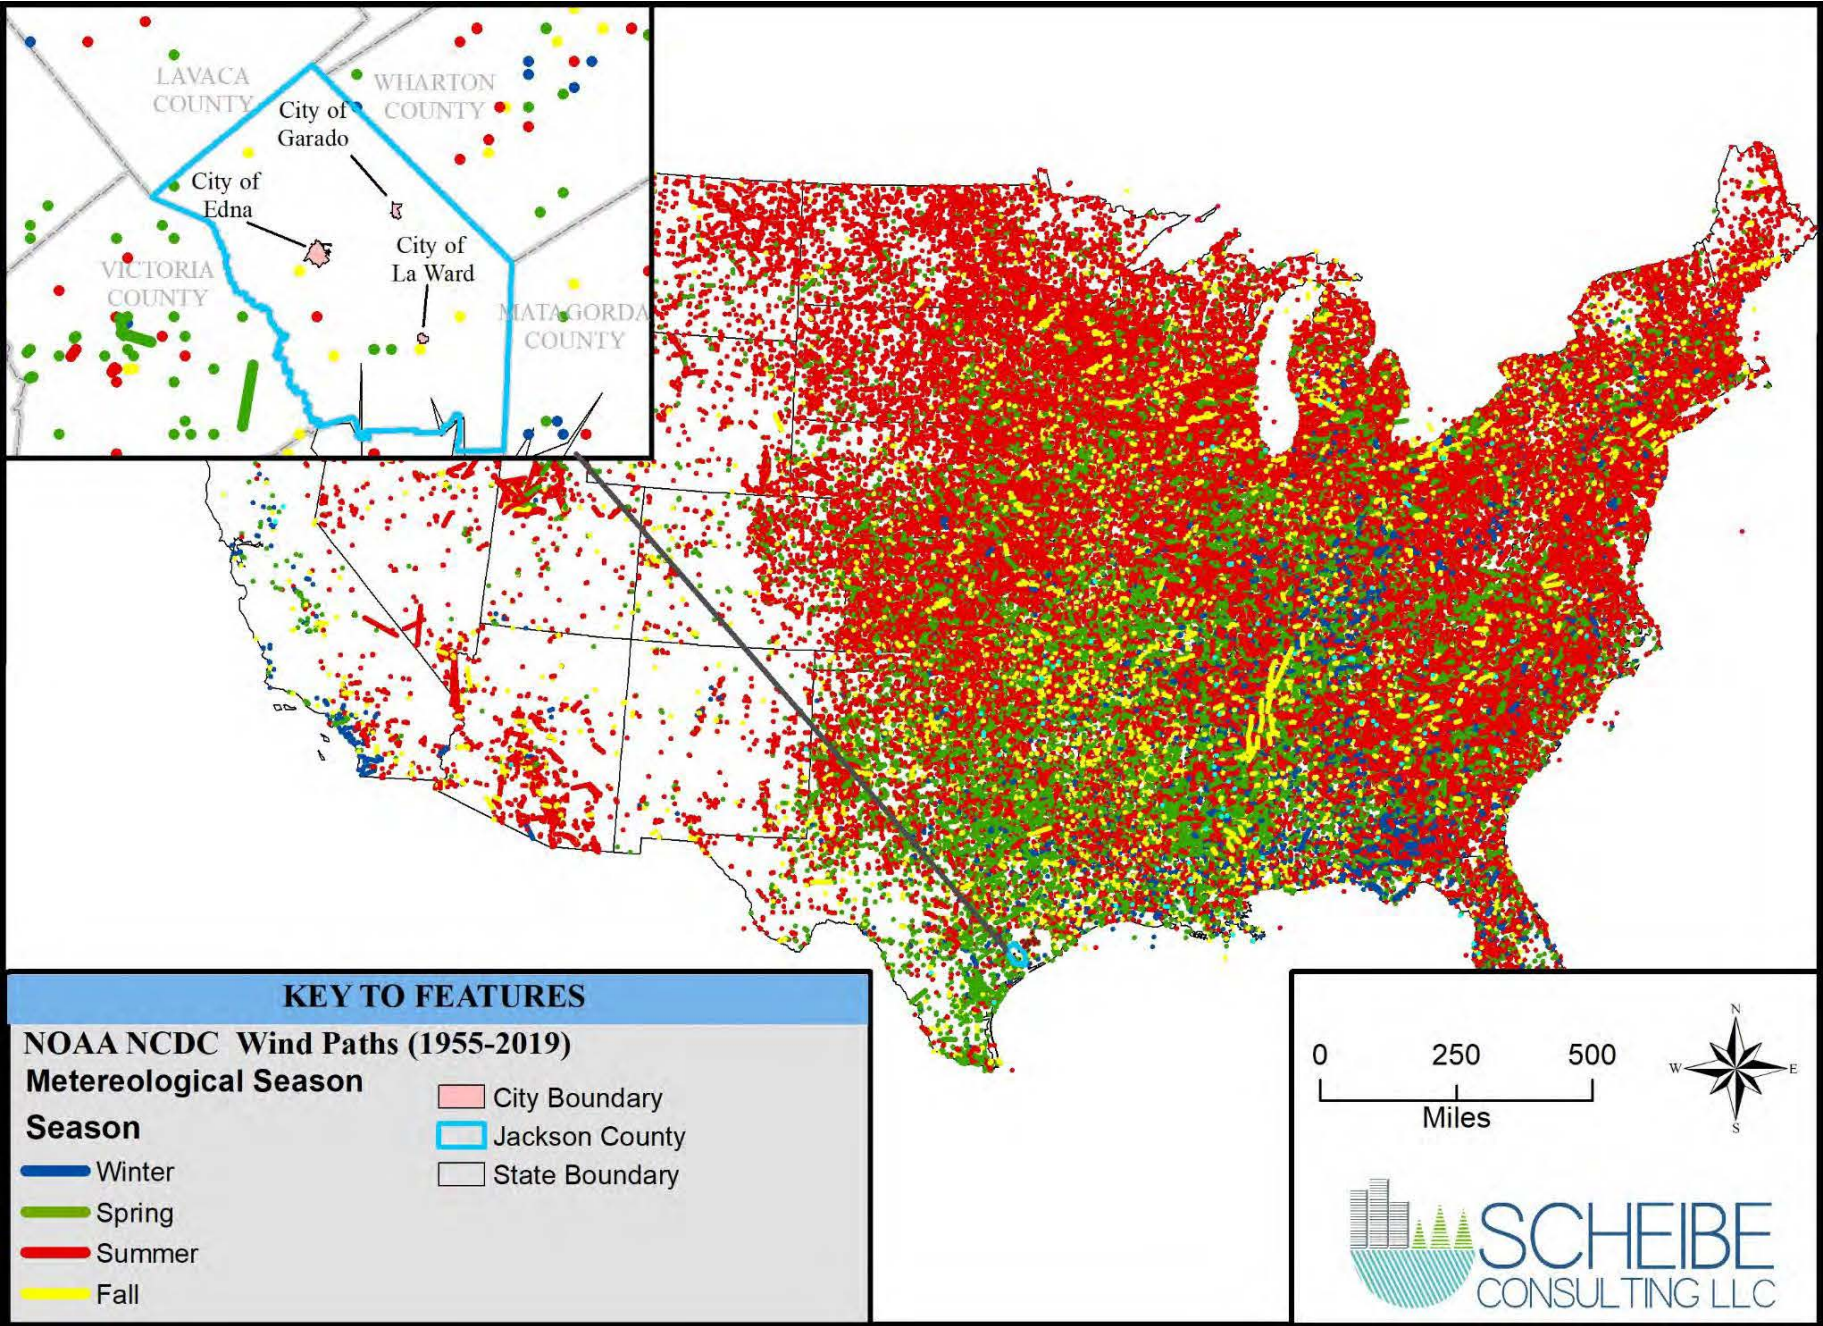 LAVACA
COUNTY
WHARTON
COUNTY
City of
Garado
City of
Edna
City of
La Ward
VICTORIA
COUNTY
MATAGORDA
COUNTY
KEY TO FEATURES
NOAA NCDC Wind Paths (1955-2019)
Metereological Season
Season
Winter
Spring
Summer
Fall
City Boundary
Jackson County
State Boundary
0 250 500
Miles
N
W E
S
SCHEIBE
CONSULTING LLC